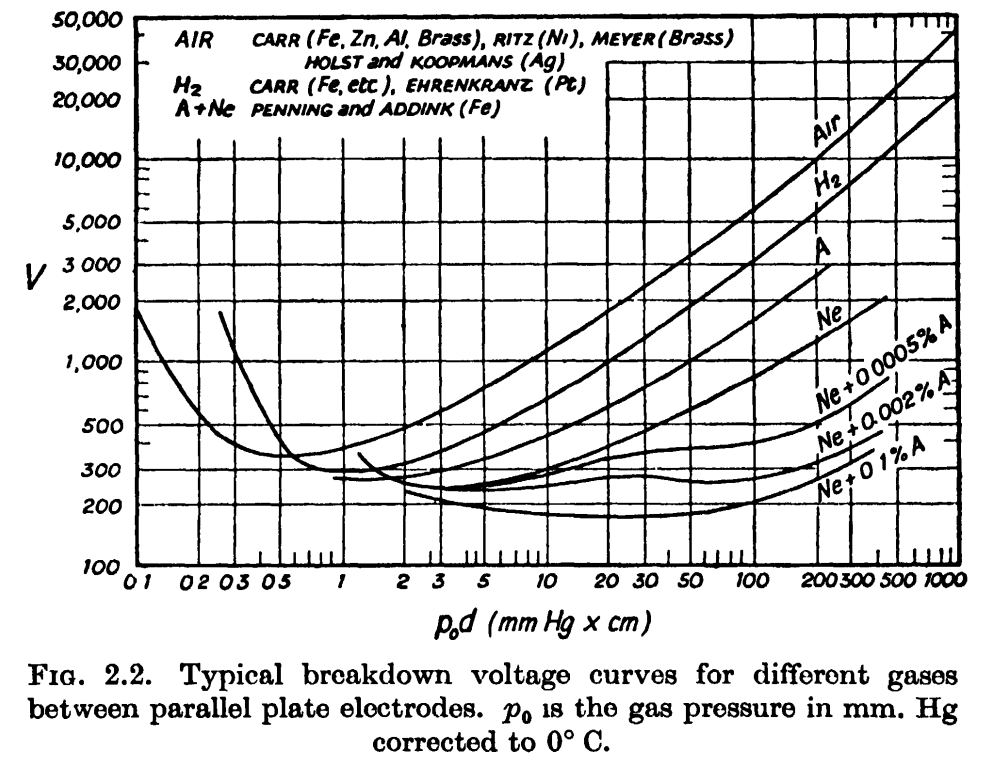 50,000
AIR CARR (Fe, Zn, Al, Brass), RITZ (Ni), MEYER (Brass)
HOLST and KOOPMANS (Ag)
30,000
H2 CARR (Fe, etc), EHRENKRANZ (Pt)
20,000
A+Ne PENNING and ADDINK (Fe)
Air
10,000
H2
5,000
A
V
3 000
2,000
Ne
1,000
Ne+0 0005% A
500
Ne+0.002% A
300
Ne+0 1% A
200
100
0 1 0 2 0 3 0 5 1 2 3 5 10 20 30 50 100 200 300 500 1000
p₀d (mm Hg x cm)
FIG. 2.2. Typical breakdown voltage curves for different gases
between parallel plate electrodes. p₀ is the gas pressure in mm. Hg
corrected to 0° C.